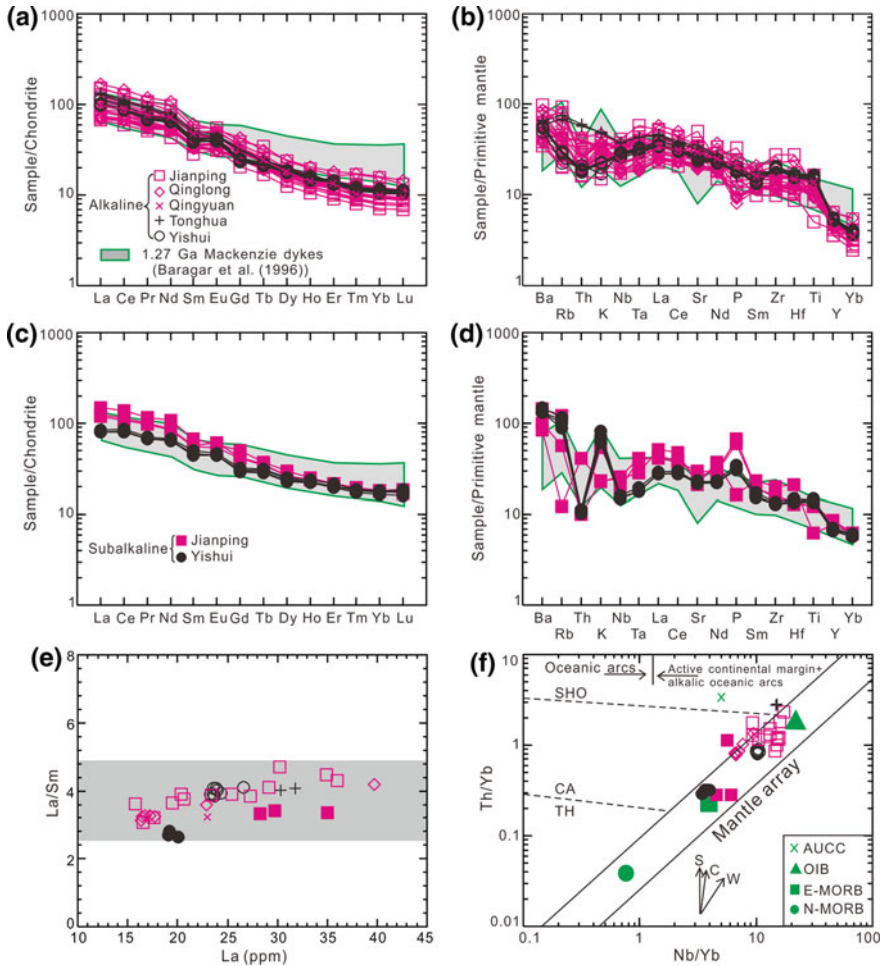 (a)
1000
100
10
1
Sample/Chondrite
Alkaline
Jianping
Qinglong
Qingyuan
Tonghua
Yishui
1.27 Ga Mackenzie dykes
(Baragar et al. (1996))
La Ce Pr Nd Sm Eu Gd Tb Dy Ho Er Tm Yb Lu
(b)
1000
100
10
1
Sample/Primitive mantle
Ba Th Nb La Sr P Zr Ti Yb
Rb K Ta Ce Nd Sm Hf Y
(c)
1000
100
10
1
Sample/Chondrite
Subalkaline
Jianping
Yishui
La Ce Pr Nd Sm Eu Gd Tb Dy Ho Er Tm Yb Lu
(d)
1000
100
10
1
Sample/Primitive mantle
Ba Th Nb La Sr P Zr Ti Yb
Rb K Ta Ce Nd Sm Hf Y
(e)
8
6
4
2
0
La/Sm
10 15 20 25 30 35 40 45
La (ppm)
(f)
10
1
0.1
0.01
Th/Yb
Oceanic arcs
Active continental margin+
alkalic oceanic arcs
SHO
CA
TH
Mantle array
S
C
W
AUCC
OIB
E-MORB
N-MORB
0.1 1 10 100
Nb/Yb